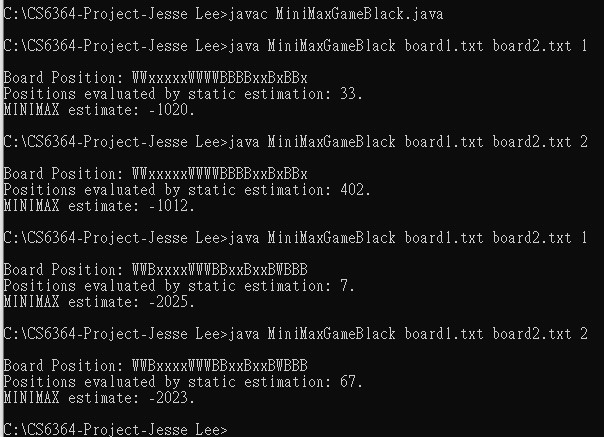 C:\CS6364-Project-Jesse Lee>javac MiniMaxGameBlack.java
C:\CS6364-Project-Jesse Lee>java MiniMaxGameBlack board1.txt board2.txt 1
Board Position: WWxxxxxWWWWBBBBxxBxBBx
Positions evaluated by static estimation: 33.
MINIMAX estimate: -1020.
C:\CS6364-Project-Jesse Lee>java MiniMaxGameBlack board1.txt board2.txt 2
Board Position: WWxxxxxWWWWBBBBxxBxBBx
Positions evaluated by static estimation: 402.
MINIMAX estimate: -1012.
C:\CS6364-Project-Jesse Lee>java MiniMaxGameBlack board1.txt board2.txt 1
Board Position: WWBxxxxWWWBBxxBxxBWBBB
Positions evaluated by static estimation: 7.
MINIMAX estimate: -2025.
C:\CS6364-Project-Jesse Lee>java MiniMaxGameBlack board1.txt board2.txt 2
Board Position: WWBxxxxWWWBBxxBxxBWBBB
Positions evaluated by static estimation: 67.
MINIMAX estimate: -2023.
C:\CS6364-Project-Jesse Lee>